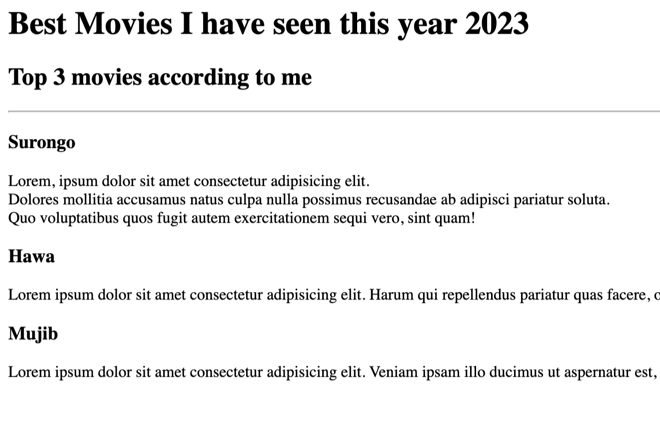 Best Movies I have seen this year 2023
Top 3 movies according to me
Surongo
Lorem, ipsum dolor sit amet consectetur adipisicing elit.
Dolores mollitia accusamus natus culpa nulla possimus recusandae ab adipisci pariatur soluta.
Quo voluptatibus quos fugit autem exercitationem sequi vero, sint quam!
Hawa
Lorem ipsum dolor sit amet consectetur adipisicing elit. Harum qui repellendus pariatur quas facere,
Mujib
Lorem ipsum dolor sit amet consectetur adipisicing elit. Veniam ipsam illo ducimus ut aspernatur est,